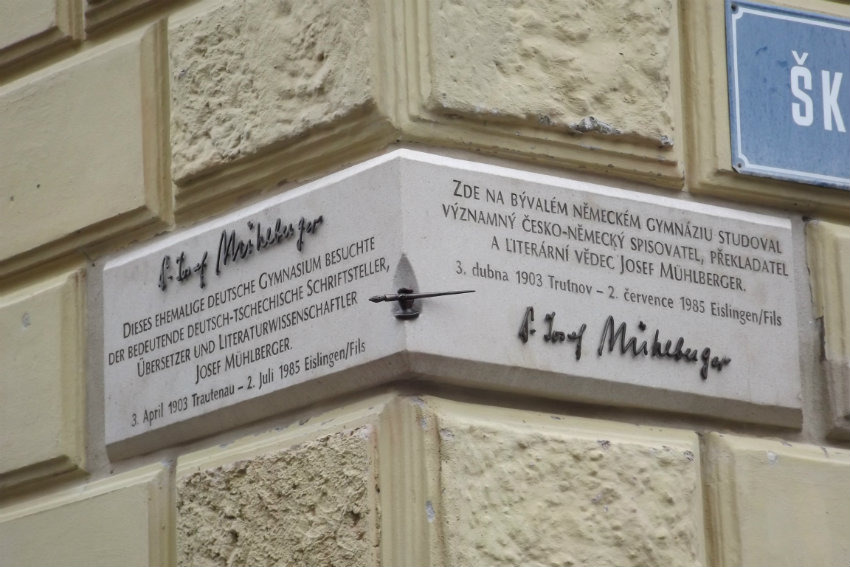 Dr Josef Mühlberger
DIESES EHEMALIGE DEUTSCHE GYMNASIUM BESUCHTE
DER BEDEUTENDE DEUTSCH-TSCHECHISCHE SCHRIFTSTELLER,
ÜBERSETZER UND LITERATURWISSENSCHAFTLER
JOSEF MÜHLBERGER.
3. April 1903 Trautenau – 2. Juli 1985 Eislingen/Fils
ZDE NA BÝVALÉM NĚMECKÉM GYMNÁZIU STUDOVAL
VÝZNAMNÝ ČESKO-NĚMECKÝ SPISOVATEL, PŘEKLADATEL
A LITERÁRNÍ VĚDEC JOSEF MÜHLBERGER.
3. dubna 1903 Trutnov – 2. července 1985 Eislingen/Fils
Dr Josef Mühlberger
ŠK